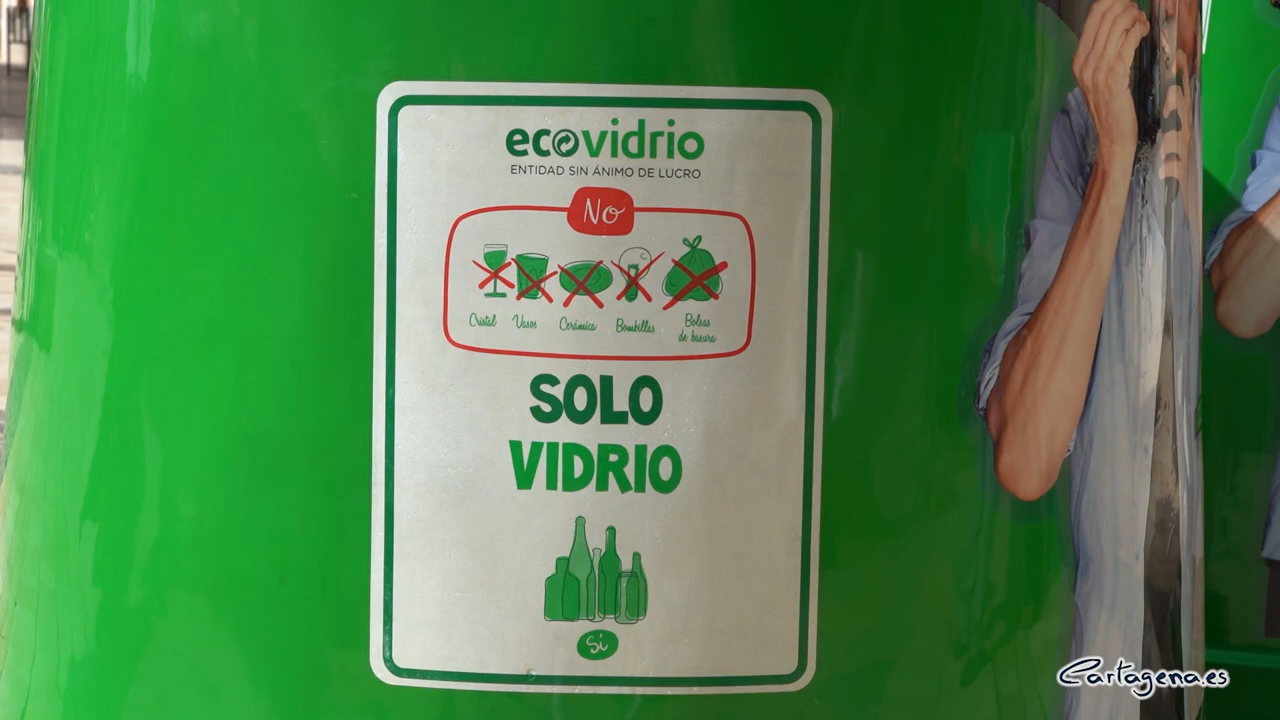 ecovidrio
ENTIDAD SIN ÁNIMO DE LUCRO
No
Cristal Vasos Cerámica Bombillas Bolsas
de basura
SOLO
VIDRIO
Sí
Cartagena.es